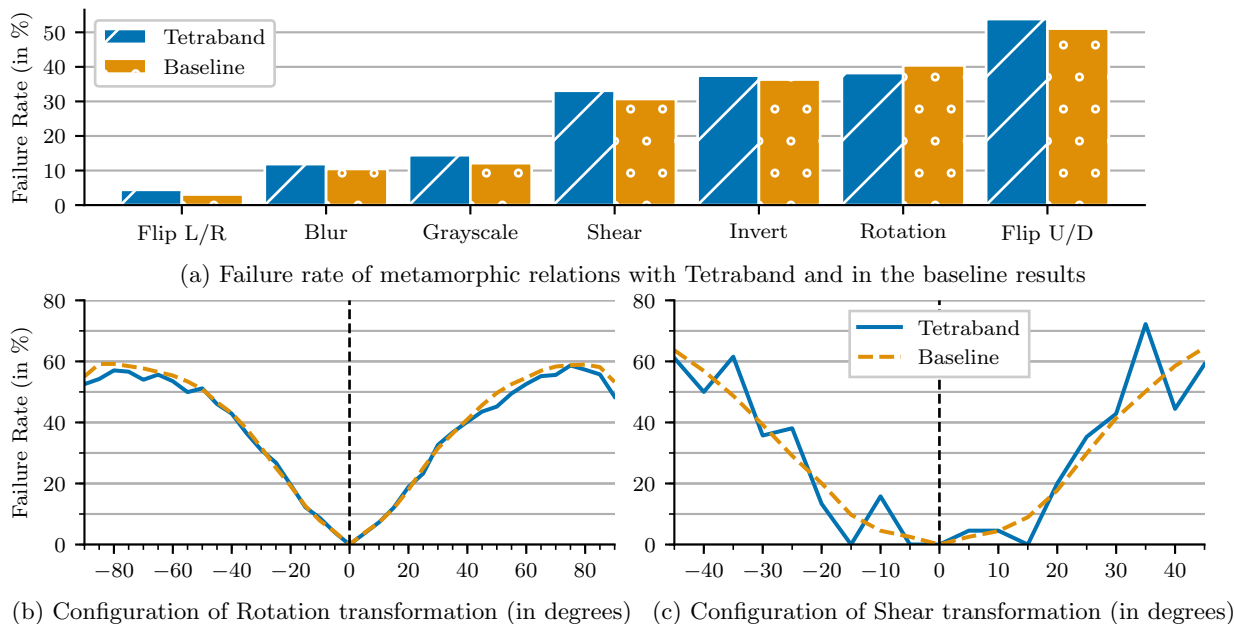 Failure Rate (in %)
50
40
30
20
10
0
Tetraband
Baseline
Flip L/R Blur Grayscale Shear Invert Rotation Flip U/D
(a) Failure rate of metamorphic relations with Tetraband and in the baseline results
Failure Rate (in %)
80
60
40
20
0
−80 −60 −40 −20 0 20 40 60 80
(b) Configuration of Rotation transformation (in degrees)
80
60
40
20
0
Tetraband
Baseline
−40 −30 −20 −10 0 10 20 30 40
(c) Configuration of Shear transformation (in degrees)